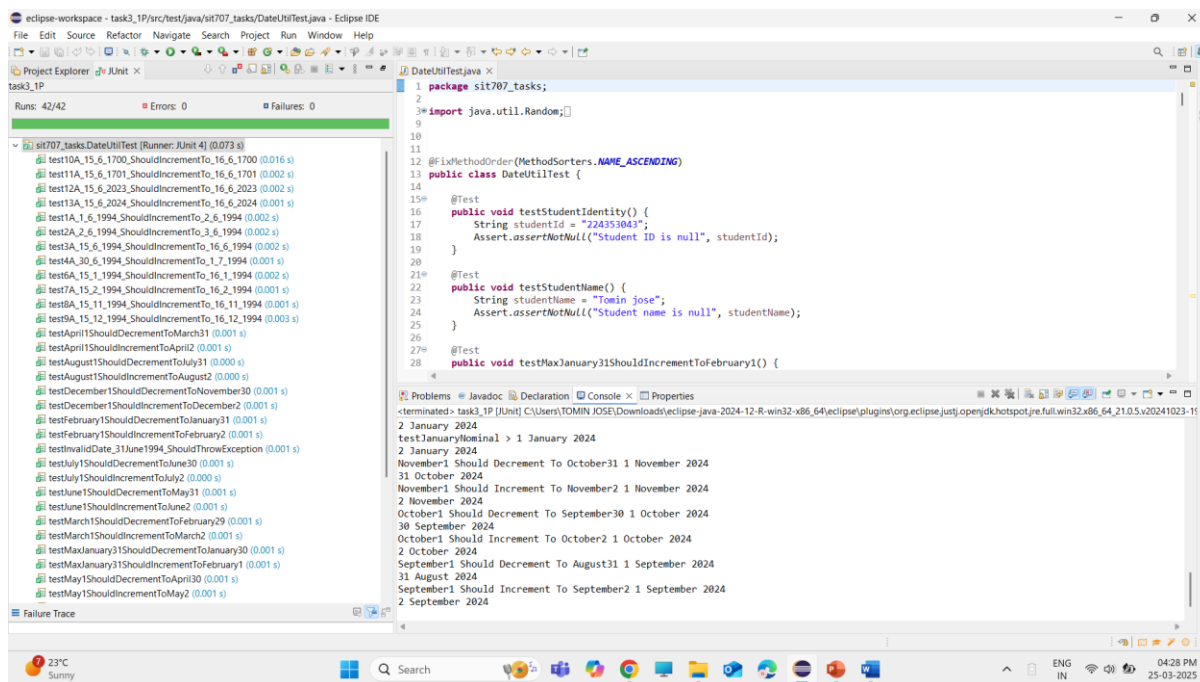 eclipse-workspace - task3_1P/src/test/java/sit707_tasks/DateUtilTest.java - Eclipse IDE
File Edit Source Refactor Navigate Search Project Run Window Help
Project Explorer JUnit
task3_1P
Runs: 42/42 Errors: 0 Failures: 0
sit707_tasks.DateUtilTest [Runner: JUnit 4] (0.073 s)
test10A_15_6_1700_ShouldIncrementTo_16_6_1700 (0.016 s)
test11A_15_6_1701_ShouldIncrementTo_16_6_1701 (0.002 s)
test12A_15_6_2023_ShouldIncrementTo_16_6_2023 (0.002 s)
test13A_15_6_2024_ShouldIncrementTo_16_6_2024 (0.001 s)
test1A_1_6_1994_ShouldIncrementTo_2_6_1994 (0.002 s)
test2A_2_6_1994_ShouldIncrementTo_3_6_1994 (0.002 s)
test3A_15_6_1994_ShouldIncrementTo_16_6_1994 (0.002 s)
test4A_30_6_1994_ShouldIncrementTo_1_7_1994 (0.001 s)
test6A_15_1_1994_ShouldIncrementTo_16_1_1994 (0.002 s)
test7A_15_2_1994_ShouldIncrementTo_16_2_1994 (0.001 s)
test8A_15_11_1994_ShouldIncrementTo_16_11_1994 (0.001 s)
test9A_15_12_1994_ShouldIncrementTo_16_12_1994 (0.003 s)
testApril1ShouldDecrementToMarch31 (0.001 s)
testApril1ShouldIncrementToApril2 (0.001 s)
testAugust1ShouldDecrementToJuly31 (0.000 s)
testAugust1ShouldIncrementToAugust2 (0.000 s)
testDecember1ShouldDecrementToNovember30 (0.001 s)
testDecember1ShouldIncrementToDecember2 (0.001 s)
testFebruary1ShouldDecrementToJanuary31 (0.001 s)
testFebruary1ShouldIncrementToFebruary2 (0.001 s)
testInvalidDate_31June1994_ShouldThrowException (0.001 s)
testJuly1ShouldDecrementToJune30 (0.001 s)
testJuly1ShouldIncrementToJuly2 (0.000 s)
testJune1ShouldDecrementToMay31 (0.001 s)
testJune1ShouldIncrementToJune2 (0.001 s)
testMarch1ShouldDecrementToFebruary29 (0.001 s)
testMarch1ShouldIncrementToMarch2 (0.001 s)
testMaxJanuary31ShouldDecrementToJanuary30 (0.001 s)
testMaxJanuary31ShouldIncrementToFebruary1 (0.001 s)
testMay1ShouldDecrementToApril30 (0.001 s)
testMay1ShouldIncrementToMay2 (0.001 s)
Failure Trace
DateUtilTest.java
1 package sit707_tasks;
2
3 import java.util.Random;
9
10
11
12 @FixMethodOrder(MethodSorters.NAME_ASCENDING)
13 public class DateUtilTest {
14
15 @Test
16 public void testStudentIdentity() {
17 String studentId = "224353043";
18 Assert.assertNotNull("Student ID is null", studentId);
19 }
20
21 @Test
22 public void testStudentName() {
23 String studentName = "Tomin jose";
24 Assert.assertNotNull("Student name is null", studentName);
25 }
26
27 @Test
28 public void testMaxJanuary31ShouldIncrementToFebruary1() {
Problems Javadoc Declaration Console Properties
<terminated> task3_1P [JUnit] C:\Users\TOMIN JOSE\Downloads\eclipse-java-2024-12-R-win32-x86_64\eclipse\plugins\org.eclipse.justj.openjdk.hotspot.jre.full.win32.x86_64_21.0.5.v20241023-19
2 January 2024
testJanuaryNominal > 1 January 2024
2 January 2024
November1 Should Decrement To October31 1 November 2024
31 October 2024
November1 Should Increment To November2 1 November 2024
2 November 2024
October1 Should Decrement To September30 1 October 2024
30 September 2024
October1 Should Increment To October2 1 October 2024
2 October 2024
September1 Should Decrement To August31 1 September 2024
31 August 2024
September1 Should Increment To September2 1 September 2024
2 September 2024
7
23°C
Sunny
Search
ENG
IN
04:28 PM
25-03-2025